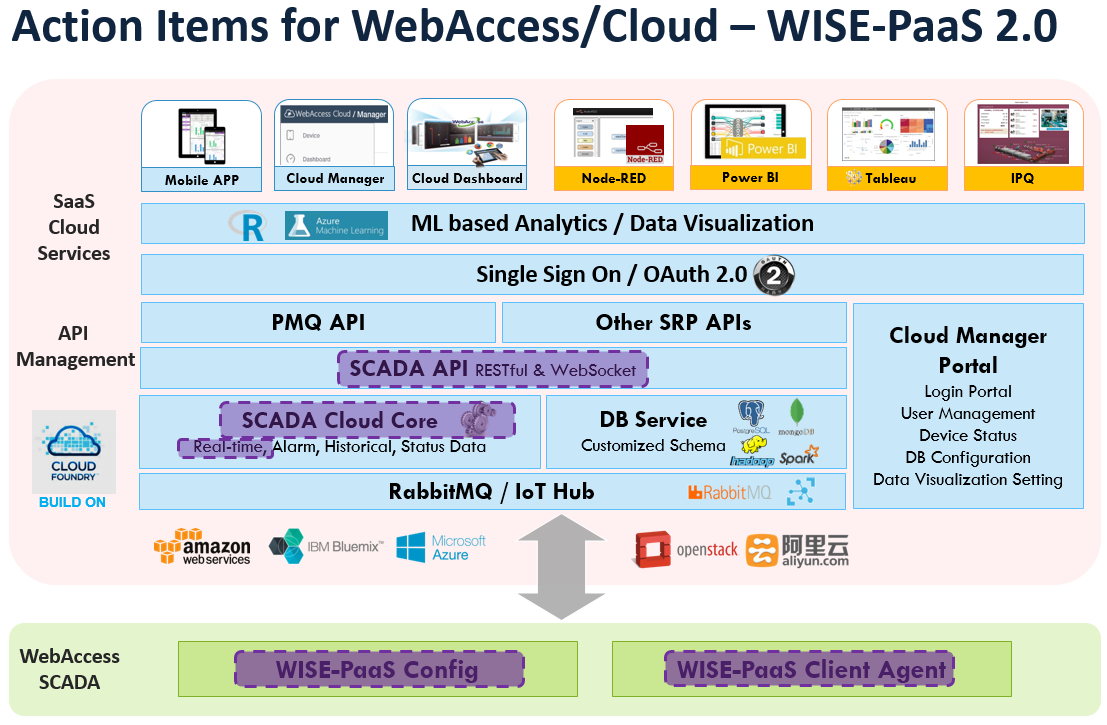 Action Items for WebAccess/Cloud – WISE-PaaS 2.0
WebAccess Cloud / Manager
Device
Dashboard
Node-RED
Power BI
Mobile APP
Cloud Manager
Cloud Dashboard
Node-RED
Power BI
Tableau
IPQ
SaaS
Cloud
Services
R
Azure
Machine Learning
ML based Analytics / Data Visualization
Single Sign On / OAuth 2.0
OAUTH
2
API
Management
PMQ API
Other SRP APIs
SCADA API RESTful & WebSocket
SCADA Cloud Core
Real-time, Alarm, Historical, Status Data
DB Service
Customized Schema
PostgreSQL
mongoDB
hadoop
Spark
Cloud Manager
Portal
Login Portal
User Management
Device Status
DB Configuration
Data Visualization Setting
CLOUD
FOUNDRY
BUILD ON
RabbitMQ / IoT Hub
RabbitMQ
amazon
webservices
IBM Bluemix™
Microsoft
Azure
openstack
阿里云
aliyun.com
WebAccess
SCADA
WISE-PaaS Config
WISE-PaaS Client Agent